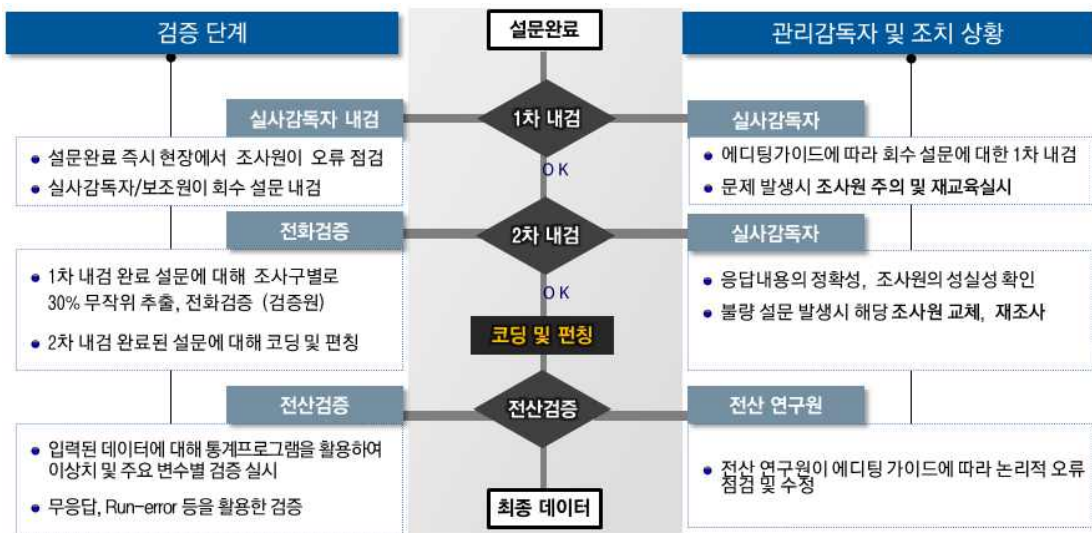 검증 단계
설문완료
관리감독자 및 조치 상황
실사감독자 내검
1차 내검
실사감독자
설문완료 즉시 현장에서 조사원이 오류 점검
실사감독자/보조원이 회수 설문 내검
OK
에디팅가이드에 따라 회수 설문에 대한 1차 내검
문제 발생시 조사원 주의 및 재교육실시
전화검증
2차 내검
실사감독자
1차 내검 완료 설문에 대해 조사구별로
30% 무작위 추출, 전화검증 (검증원)
2차 내검 완료된 설문에 대해 코딩 및 펀칭
OK
코딩 및 펀칭
응답내용의 정확성, 조사원의 성실성 확인
불량 설문 발생시 해당 조사원 교체, 재조사
전산검증
전산검증
전산 연구원
입력된 데이터에 대해 통계프로그램을 활용하여
이상치 및 주요 변수별 검증 실시
무응답, Run-error 등을 활용한 검증
최종 데이터
전산 연구원이 에디팅 가이드에 따라 논리적 오류
점검 및 수정